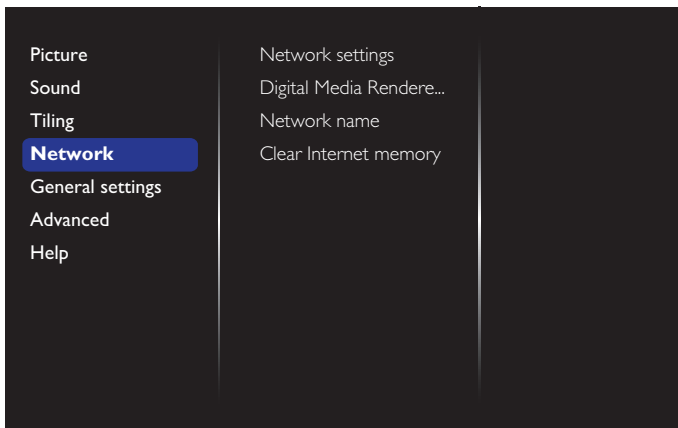 Picture
Sound
Tiling
Network
General settings
Advanced
Help
Network settings
Digital Media Rendere...
Network name
Clear Internet memory